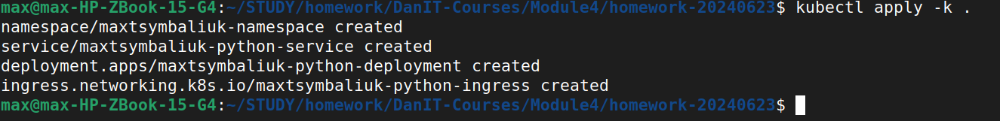 max@max-HP-ZBook-15-G4:~/STUDY/homework/DanIT-Courses/Module4/homework-20240623$ kubectl apply -k .
namespace/maxtsymbaliuk-namespace created
service/maxtsymbaliuk-python-service created
deployment.apps/maxtsymbaliuk-python-deployment created
ingress.networking.k8s.io/maxtsymbaliuk-python-ingress created
max@max-HP-ZBook-15-G4:~/STUDY/homework/DanIT-Courses/Module4/homework-20240623$